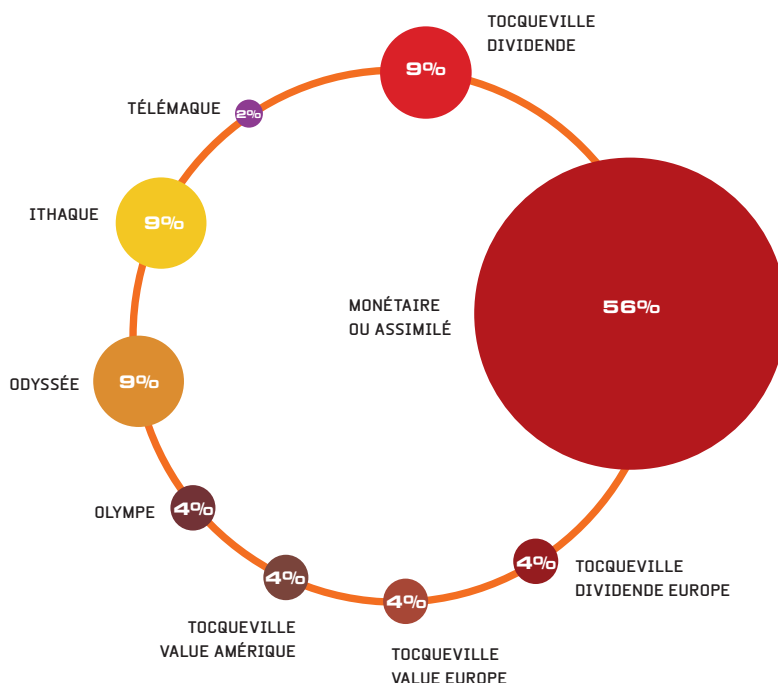 TOCQUEVILLE
DIVIDENDE
9%
TÉLÉMAQUE
2%
ITHAQUE
9%
MONÉTAIRE
OU ASSIMILÉ
56%
ODYSSÉE
9%
OLYMPE
4%
TOCQUEVILLE
VALUE AMÉRIQUE
4%
TOCQUEVILLE
VALUE EUROPE
4%
TOCQUEVILLE
DIVIDENDE EUROPE
4%